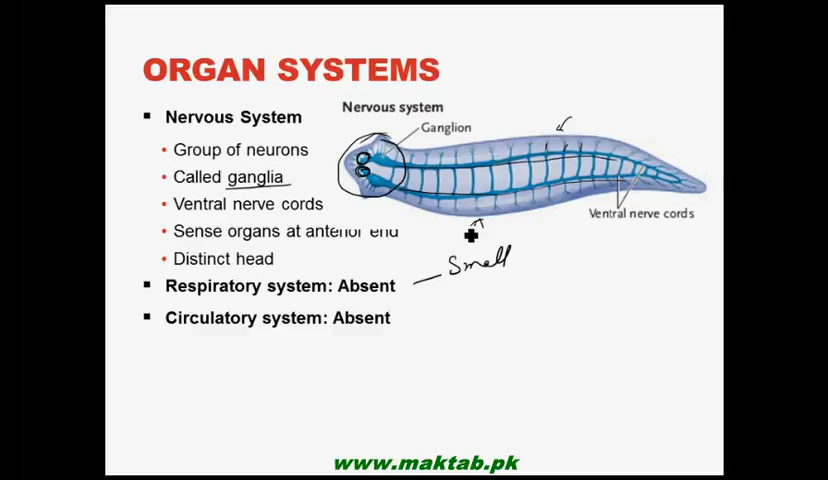 ORGAN SYSTEMS
Nervous System
Nervous system
Ganglion
Group of neurons
Called ganglia
Ventral nerve cords
Ventral nerve cords
Sense organs at anterior end
Distinct head
Small
Respiratory system: Absent
Circulatory system: Absent
www.maktab.pk